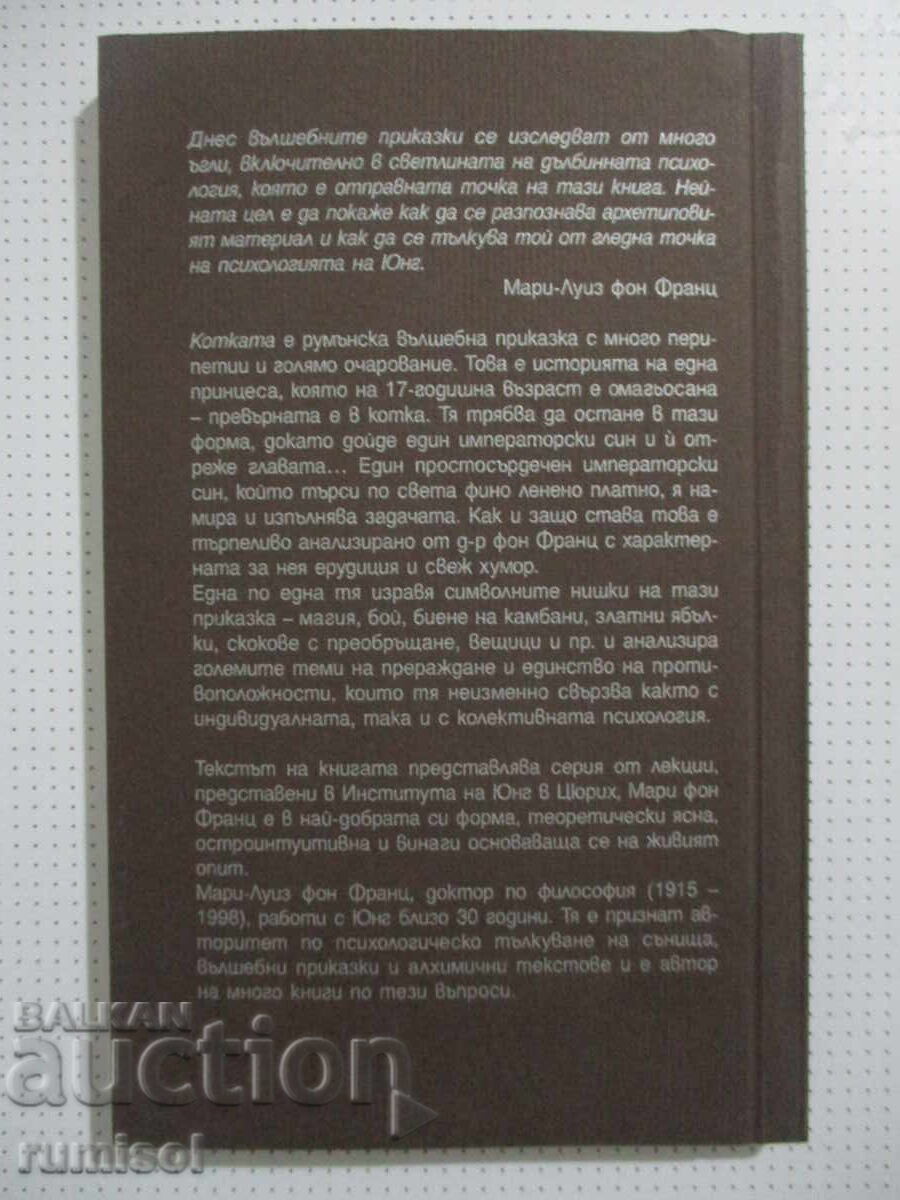 Днес вълшебните приказки се изследват от много
ъгли, включително в светлината на дълбинната психо-
логия, която е отправната точка на тази книга. Ней-
ната цел е да покаже как да се разпознава архетипови-
ят материал и как да се тълкува той от гледна точка
на психологията на Юнг.
Мари-Луиз фон Франц
Котката е румънска вълшебна приказка с много пери-
петии и голямо очарование. Това е историята на една
принцеса, която на 17-годишна възраст е омагьосана
– превърната е в котка. Тя трябва да остане в тази
форма, докато дойде един императорски син и ѝ от-
реже главата... Един простосърдечен императорски
син, който търси по света фино ленено платно, я на-
мира и изпълнява задачата. Как и защо става това е
търпеливо анализирано от д-р фон Франц с характер-
ната за нея ерудиция и свеж хумор.
Една по една тя изравя символните нишки на тази
приказка – магия, бой, биене на камбани, златни ябъл-
ки, скокове с преобръщане, вещици и пр. и анализира
големите теми на прераждане и единство на проти-
воположности, които тя неизменно свързва както с
индивидуалната, така и с колективната психология.
Текстът на книгата представлява серия от лекции,
представени в Института на Юнг в Цюрих, Мари фон
Франц е в най-добрата си форма, теоретически ясна,
остроинтуитивна и винаги основаваща се на живият
опит.
Мари-Луиз фон Франц, доктор по философия (1915 –
1998), работи с Юнг близо 30 години. Тя е признат ав-
торитет по психологическо тълкуване на сънища,
вълшебни приказки и алхимични текстове и е автор
на много книги по тези въпроси.
BALKAN
auction
rumisol